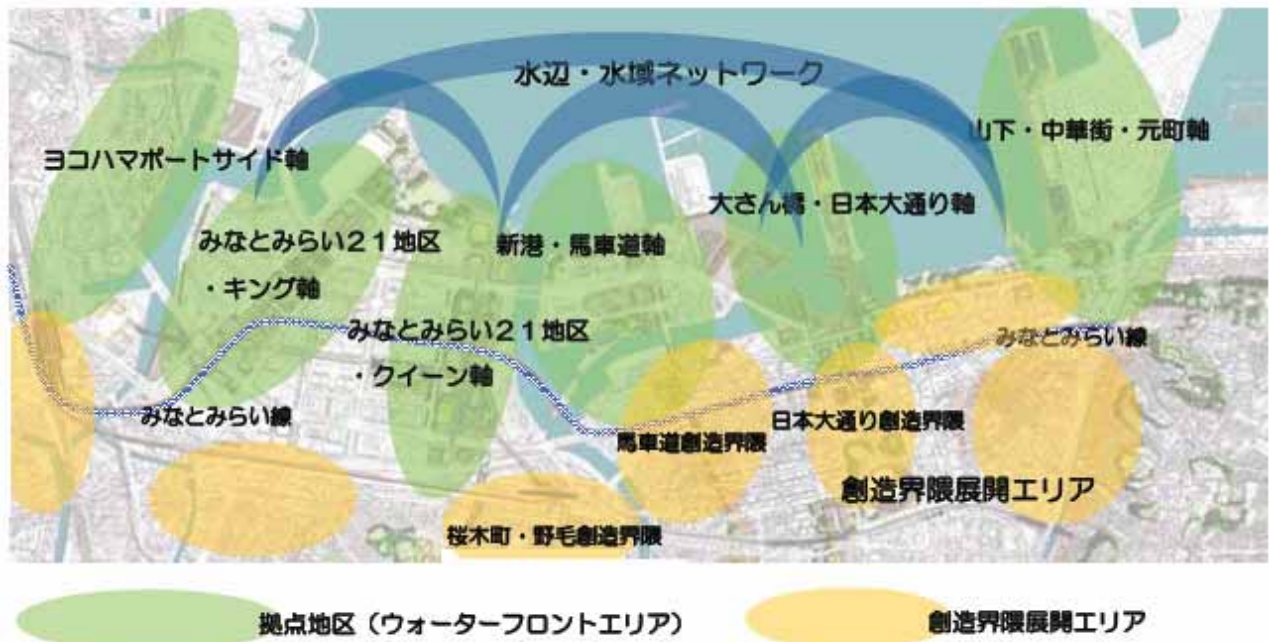 水辺・水域ネットワーク
山下・中華街・元町軸
ヨコハマポートサイド軸
大さん橋・日本大通り軸
みなとみらい２１地区
・キング軸
新港・馬車道軸
みなとみらい２１地区
・クイーン軸
みなとみらい線
みなとみらい線
馬車道創造界隈
日本大通り創造界隈
創造界隈展開エリア
桜木町・野毛創造界隈
拠点地区（ウォーターフロントエリア）
創造界隈展開エリア